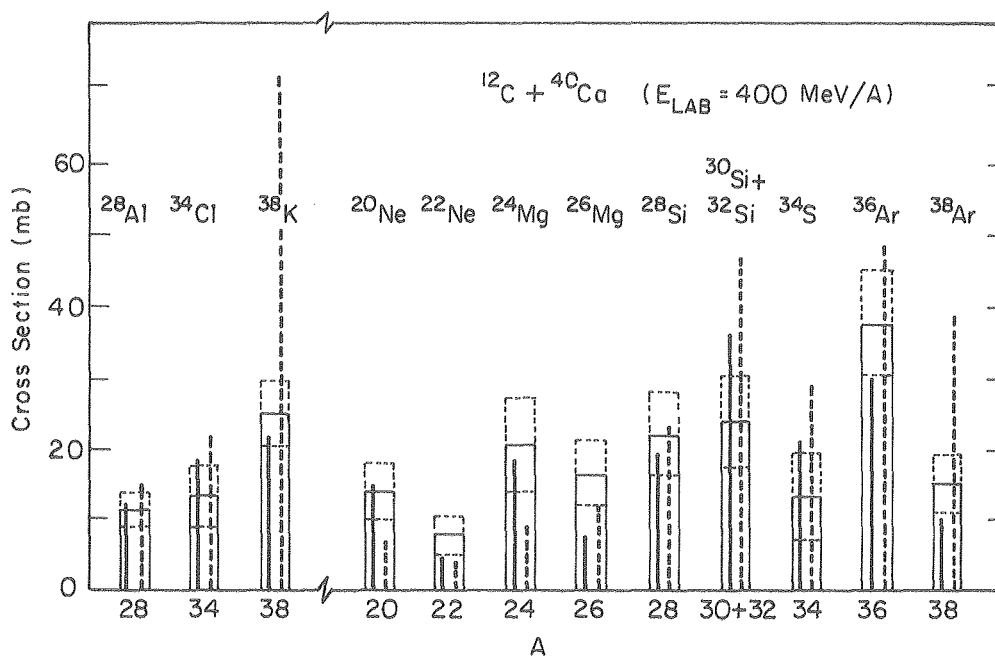 ¹²C + ⁴⁰Ca (E_LAB = 400 MeV/A)
Cross Section (mb)
60
40
20
0
²⁸Al ³⁴Cl ³⁸K ²⁰Ne ²²Ne ²⁴Mg ²⁶Mg ²⁸Si ³⁰Si+ ³⁴S ³⁶Ar ³⁸Ar
³²Si
28 34 38 20 22 24 26 28 30+32 34 36 38
A